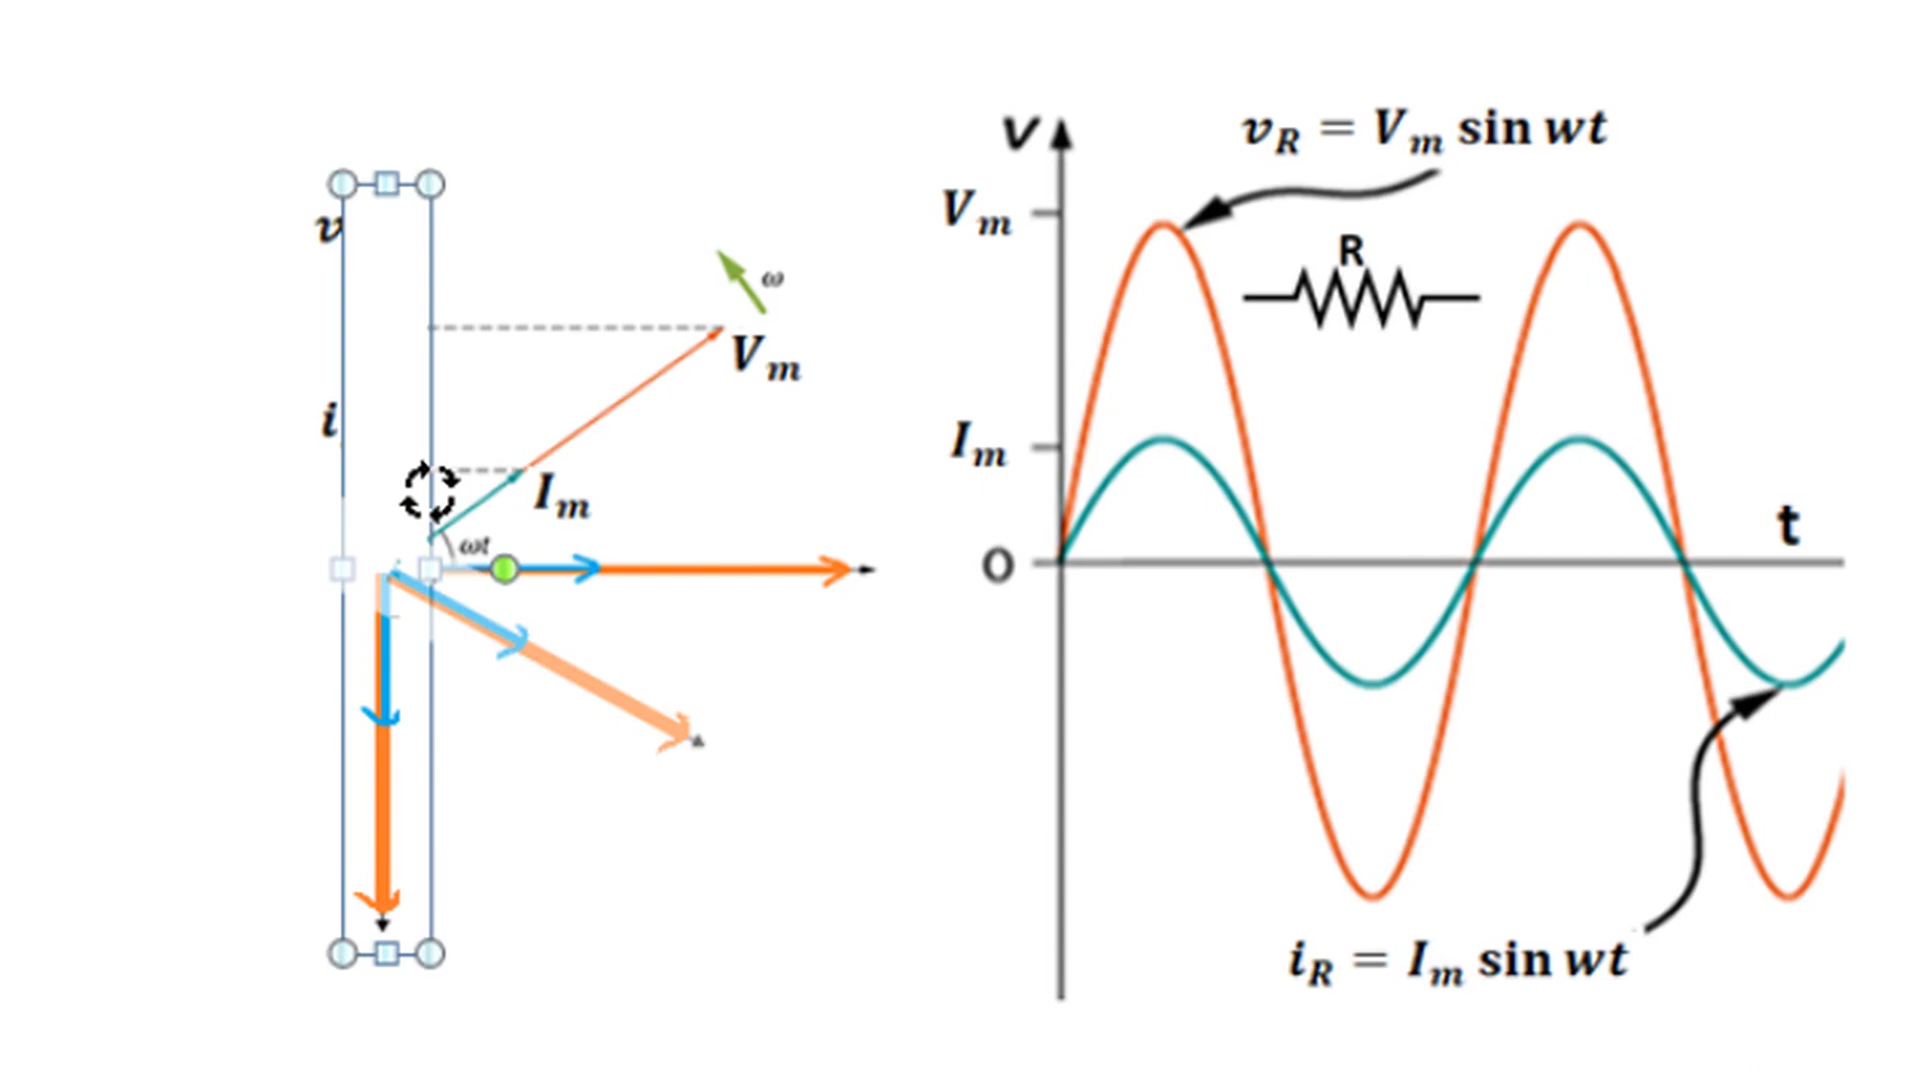 v
i
ω
V_m
I_m
ωt
V
v_R = V_m sin wt
V_m
R
I_m
t
O
i_R = I_m sin wt